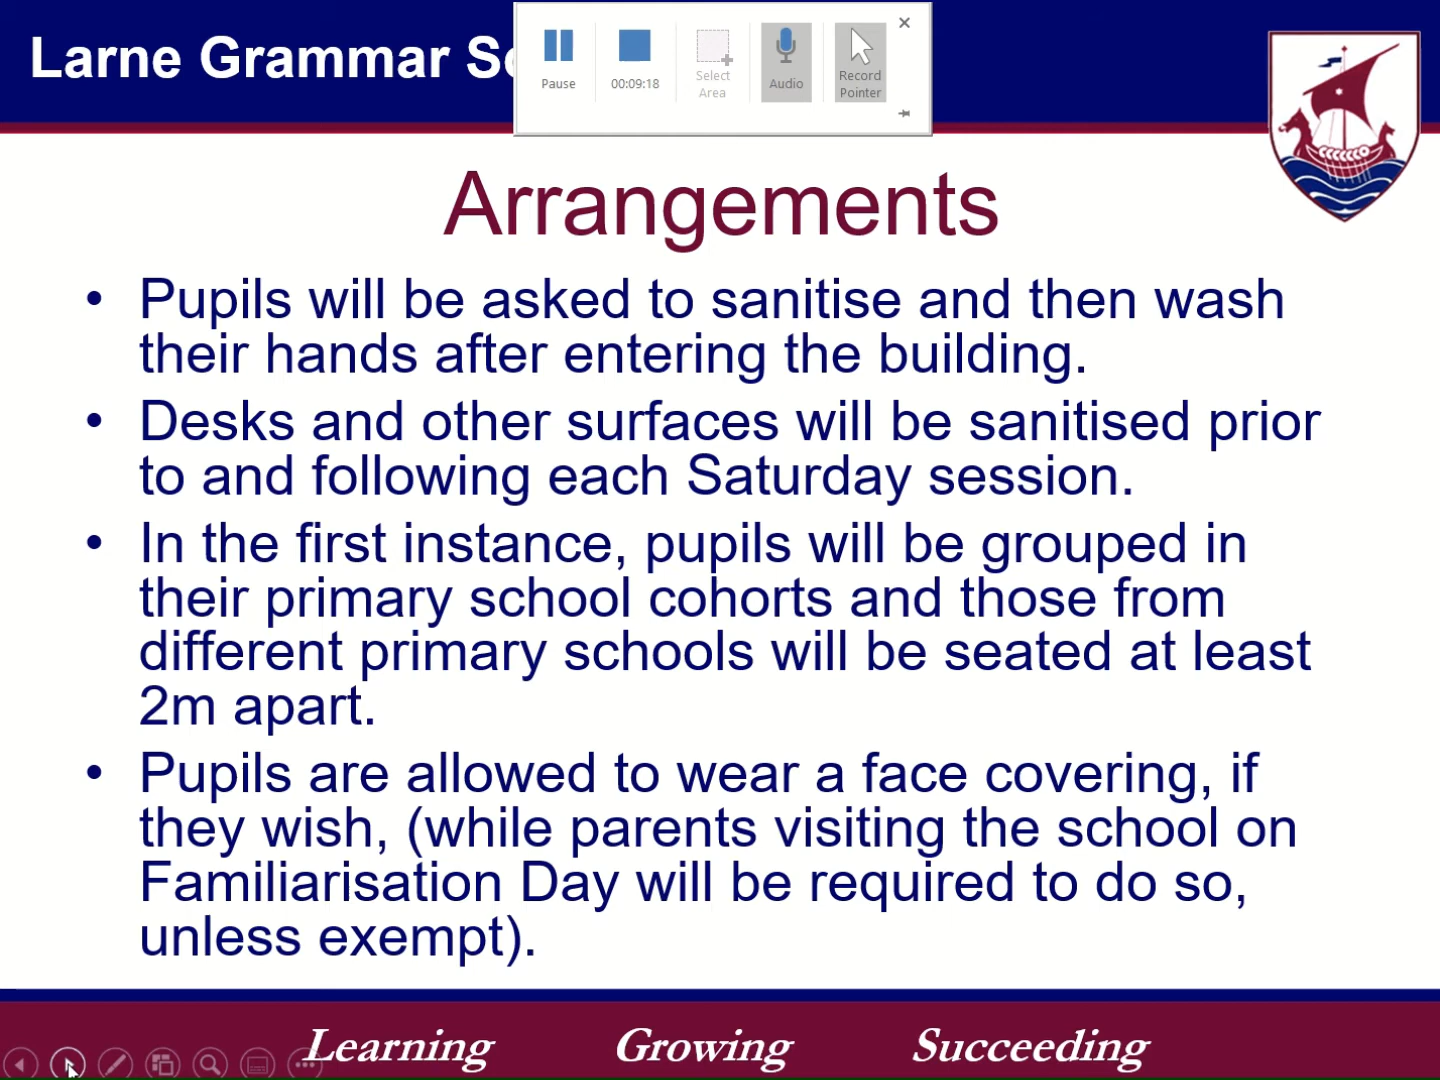 Larne Grammar
Pause
00:09:18
Select
Area
Audio
Record
Pointer
Arrangements
• Pupils will be asked to sanitise and then wash
their hands after entering the building.
• Desks and other surfaces will be sanitised prior
to and following each Saturday session.
• In the first instance, pupils will be grouped in
their primary school cohorts and those from
different primary schools will be seated at least
2m apart.
• Pupils are allowed to wear a face covering, if
they wish, (while parents visiting the school on
Familiarisation Day will be required to do so,
unless exempt).
Learning Growing Succeeding